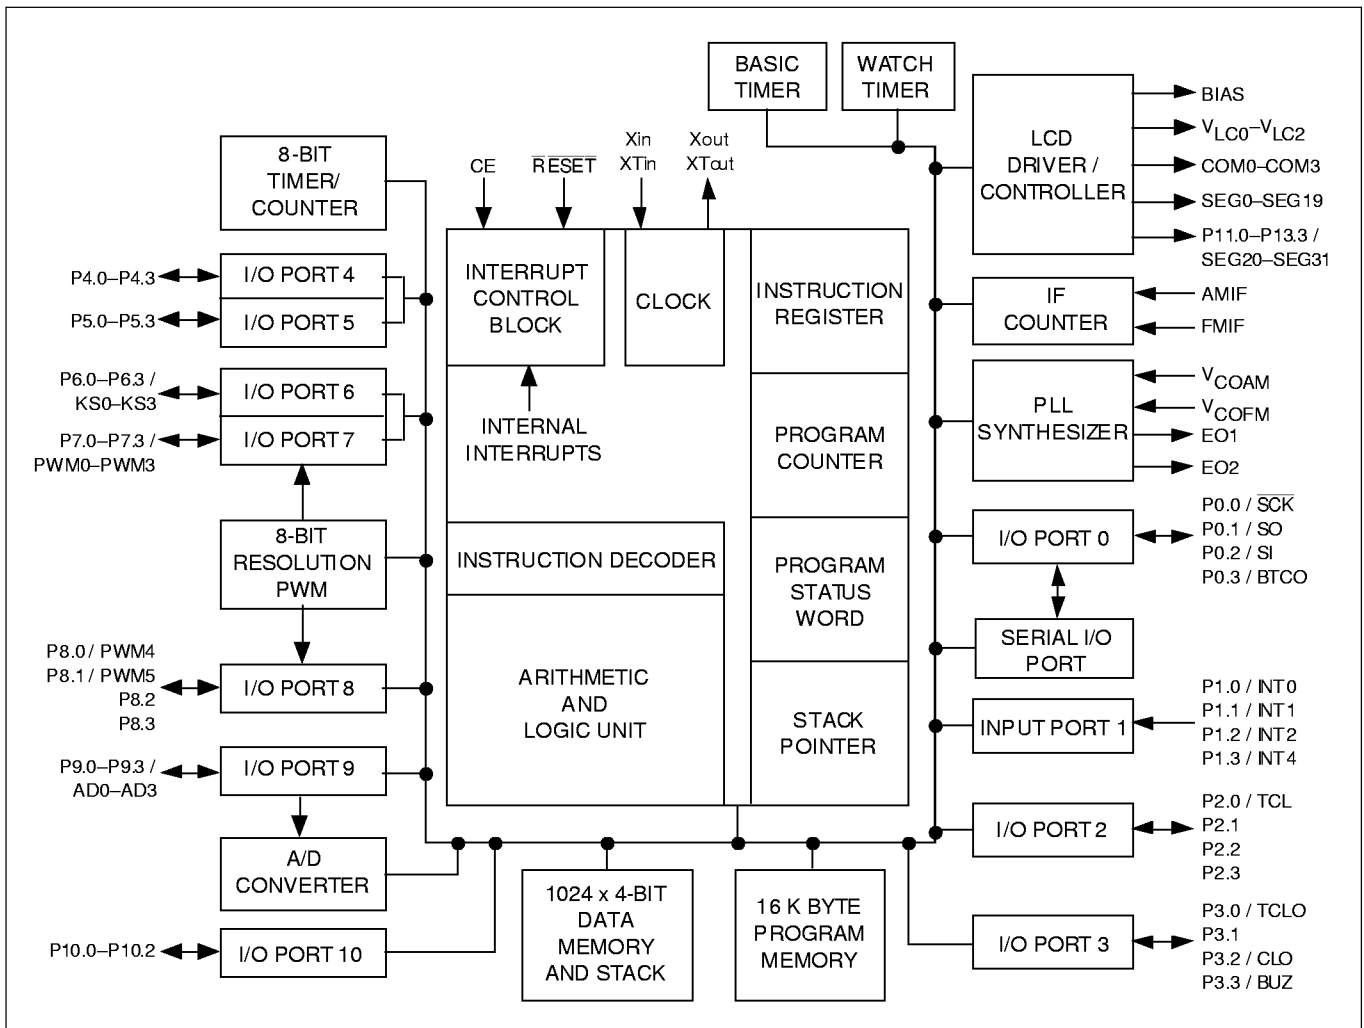 BASIC
TIMER
WATCH
TIMER
8-BIT
TIMER/
COUNTER
CE
RESET
Xin
XTin
Xout
XTout
LCD
DRIVER /
CONTROLLER
BIAS
VLC0–VLC2
COM0–COM3
SEG0–SEG19
P11.0–P13.3 /
SEG20–SEG31
P4.0–P4.3
I/O PORT 4
P5.0–P5.3
I/O PORT 5
INTERRUPT
CONTROL
BLOCK
CLOCK
INSTRUCTION
REGISTER
IF
COUNTER
AMIF
FMIF
P6.0–P6.3 /
KS0–KS3
I/O PORT 6
P7.0–P7.3 /
PWM0–PWM3
I/O PORT 7
INTERNAL
INTERRUPTS
PROGRAM
COUNTER
PLL
SYNTHESIZER
VCOAM
VCOFM
EO1
EO2
8-BIT
RESOLUTION
PWM
INSTRUCTION DECODER
PROGRAM
STATUS
WORD
I/O PORT 0
P0.0 / SCK
P0.1 / SO
P0.2 / SI
P0.3 / BTCO
SERIAL I/O
PORT
P8.0 / PWM4
P8.1 / PWM5
P8.2
P8.3
I/O PORT 8
ARITHMETIC
AND
LOGIC UNIT
STACK
POINTER
INPUT PORT 1
P1.0 / INT0
P1.1 / INT1
P1.2 / INT2
P1.3 / INT4
P9.0–P9.3 /
AD0–AD3
I/O PORT 9
I/O PORT 2
P2.0 / TCL
P2.1
P2.2
P2.3
A/D
CONVERTER
1024 x 4-BIT
DATA
MEMORY
AND STACK
16 K BYTE
PROGRAM
MEMORY
P10.0–P10.2
I/O PORT 10
I/O PORT 3
P3.0 / TCLO
P3.1
P3.2 / CLO
P3.3 / BUZ